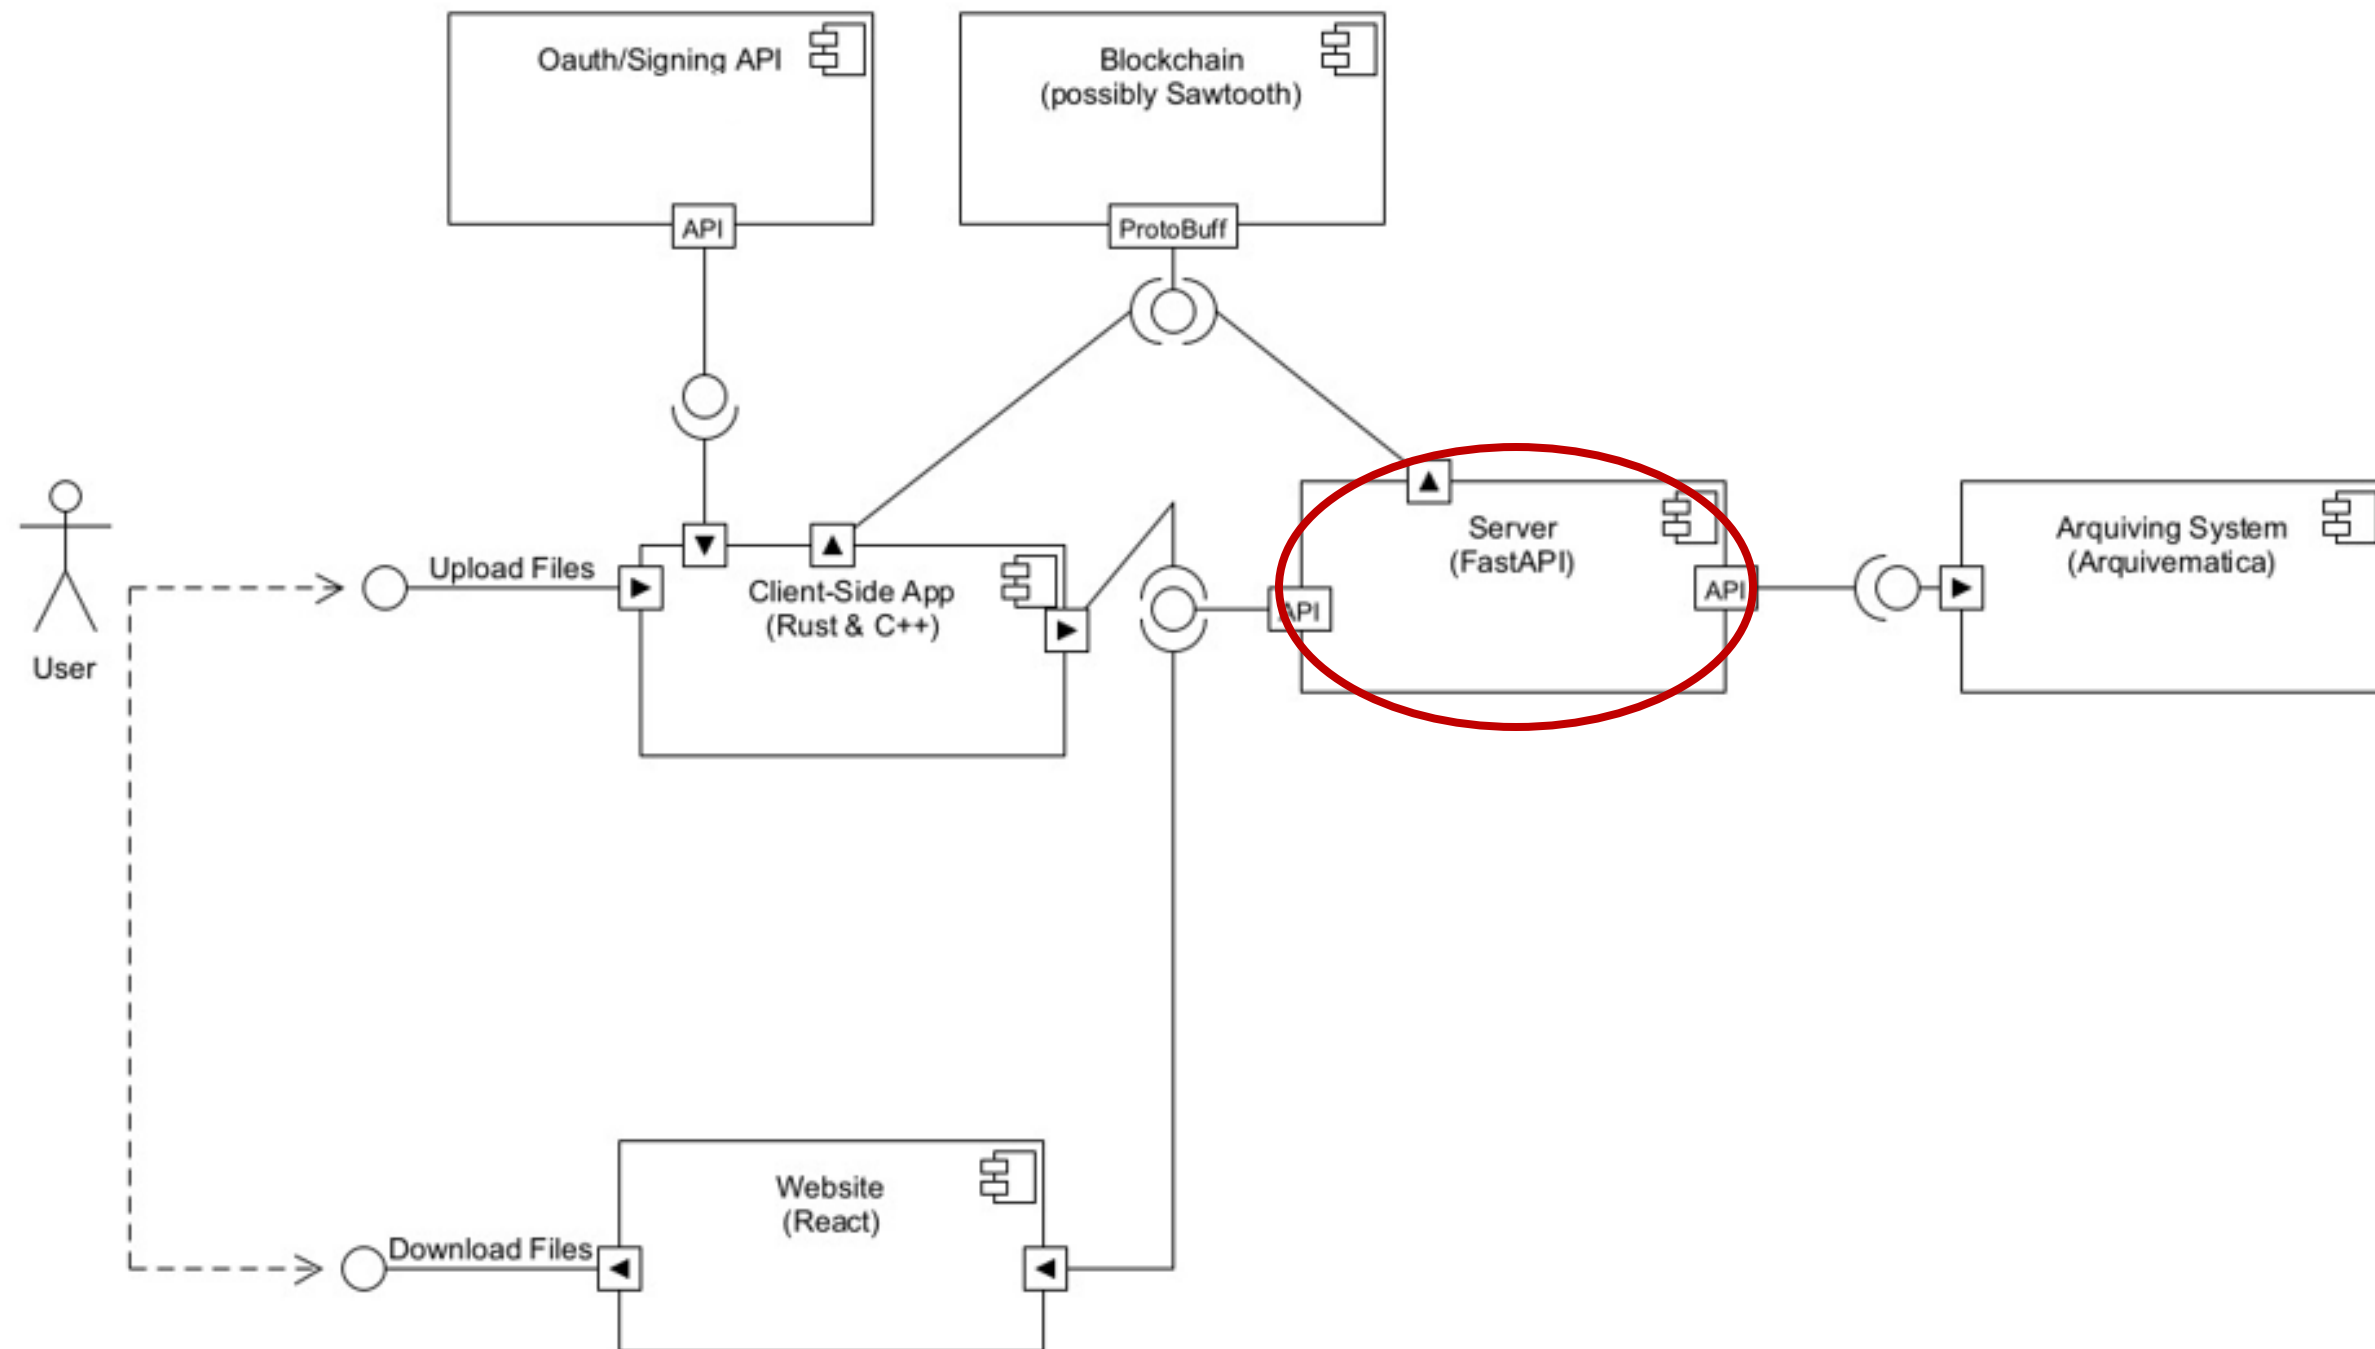 Oauth/Signing API
API
Blockchain
(possibly Sawtooth)
ProtoBuff
User
Upload Files
Client-Side App
(Rust & C++)
API
Server
(FastAPI)
API
Arquiving System
(Arquivematica)
Download Files
Website
(React)